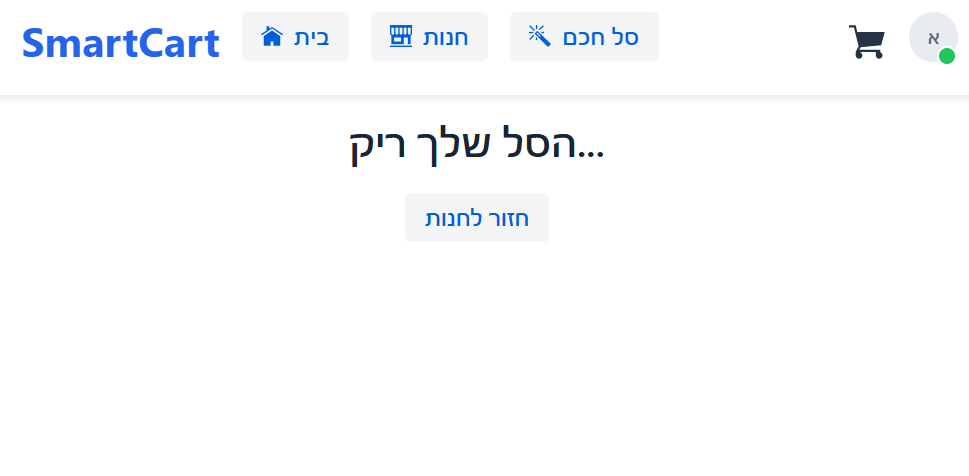 SmartCart
בית
חנות
סל חכם
א
הסל שלך ריק...
חזור לחנות